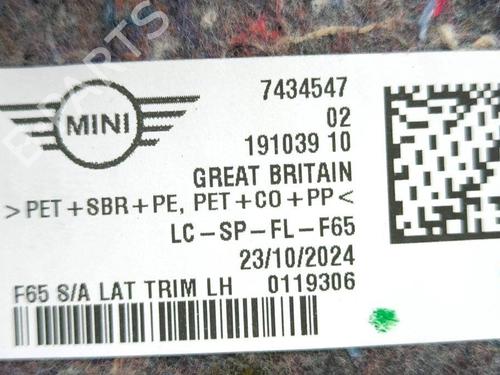 7434547
MINI
02
191039 10
GREAT BRITAIN
>PET+SBR+PE, PET+CO+PP<
LC-SP-FL-F65
23/10/2024
F65 S/A LAT TRIM LH 0119306